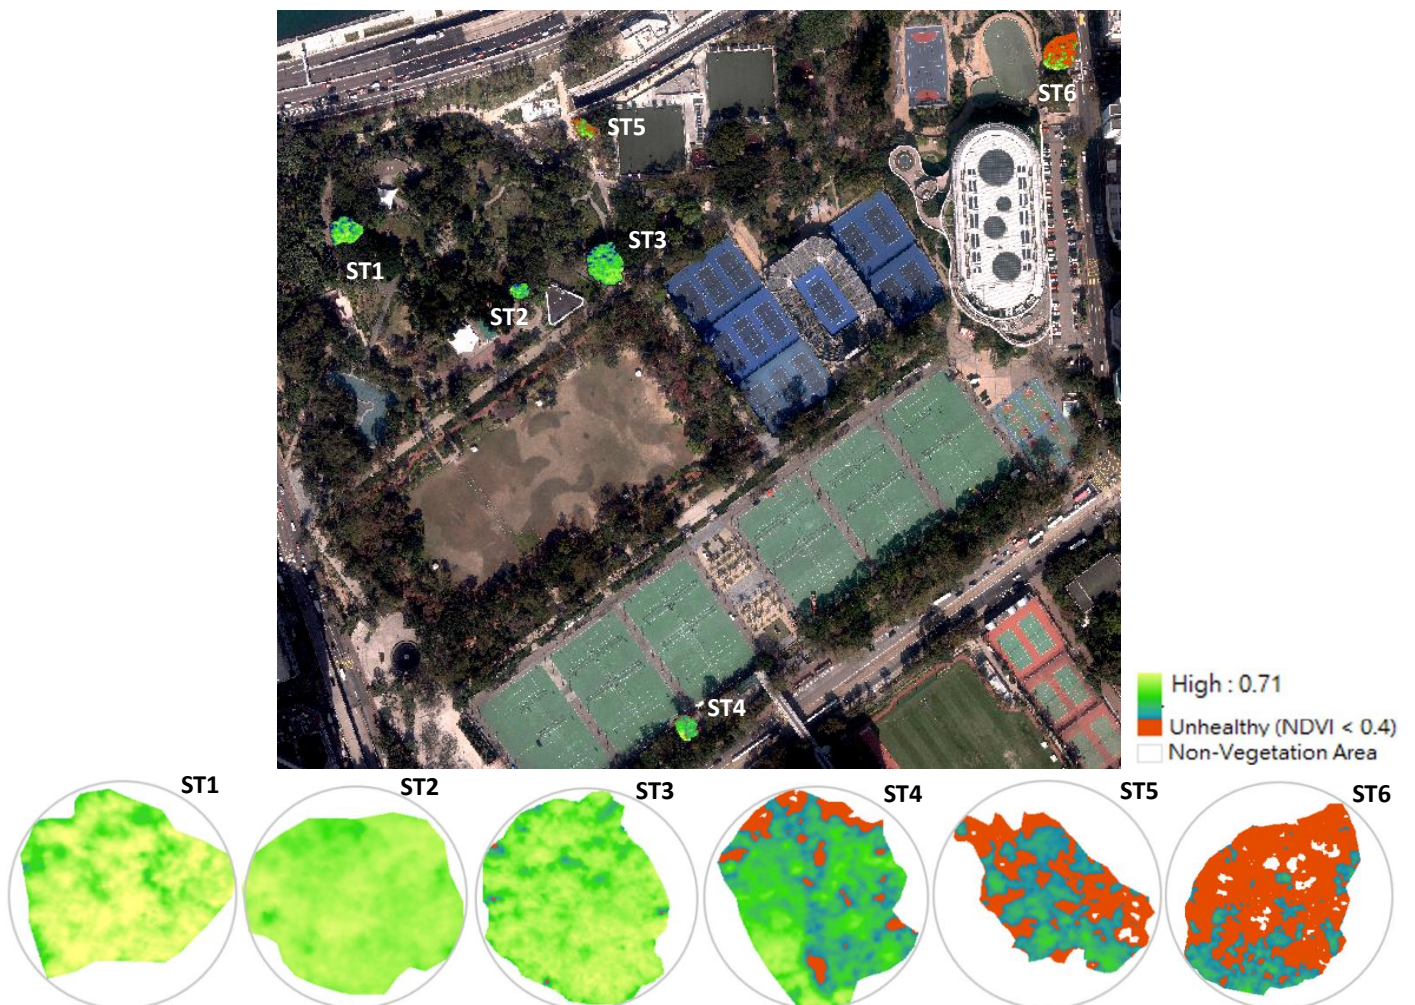 ST6
ST5
ST3
ST1
ST2
ST4
High : 0.71
Unhealthy (NDVI < 0.4)
Non-Vegetation Area
ST1
ST2
ST3
ST4
ST5
ST6